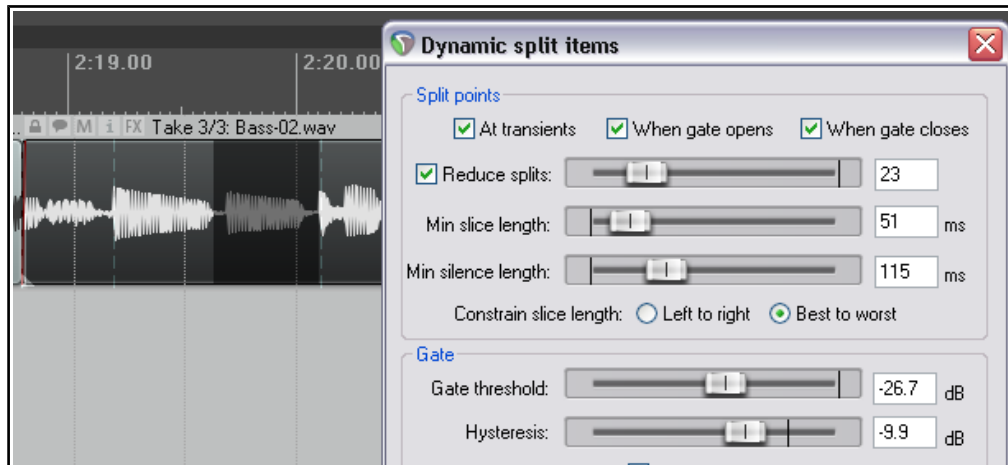 2:19.00 2:20.00
.. M i FX Take 3/3: Bass-02.wav
Dynamic split items
Split points
At transients When gate opens When gate closes
Reduce splits: 23
Min slice length: 51 ms
Min silence length: 115 ms
Constrain slice length: Left to right Best to worst
Gate
Gate threshold: -26.7 dB
Hysteresis: -9.9 dB